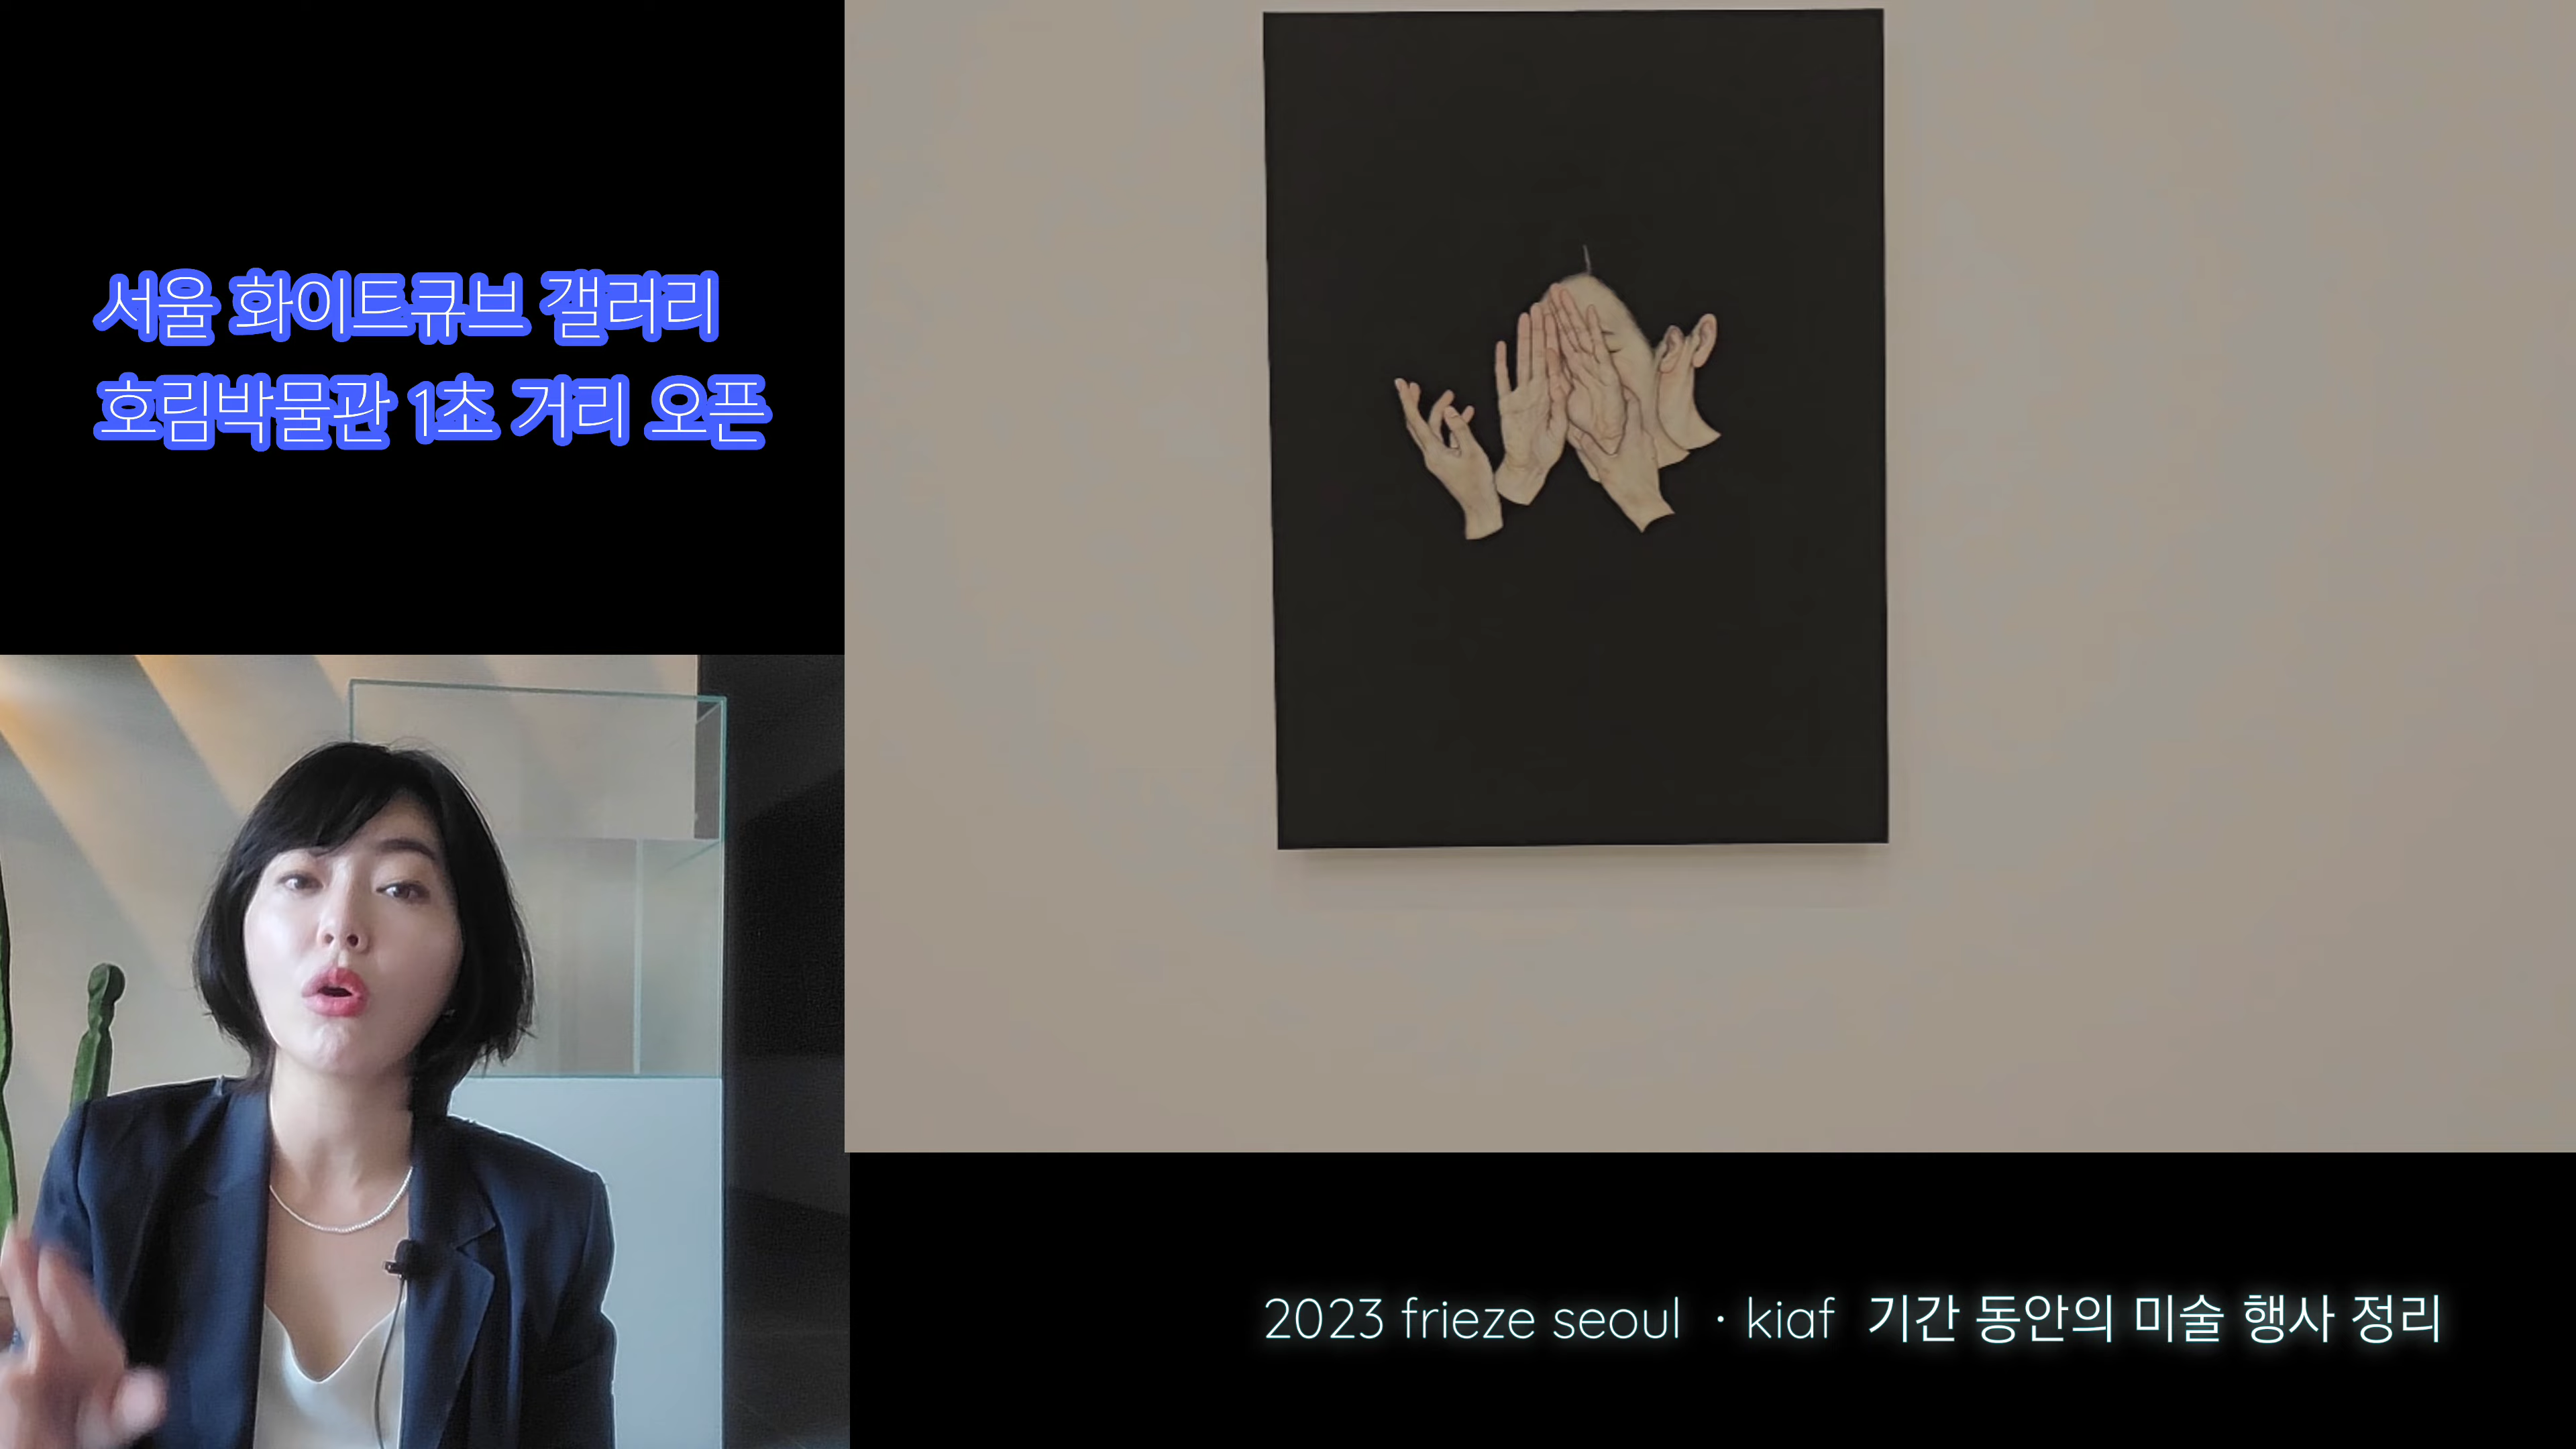 서울 화이트큐브 갤러리
호림박물관 1초 거리 오픈
2023 frieze seoul · kiaf 기간 동안의 미술 행사 정리